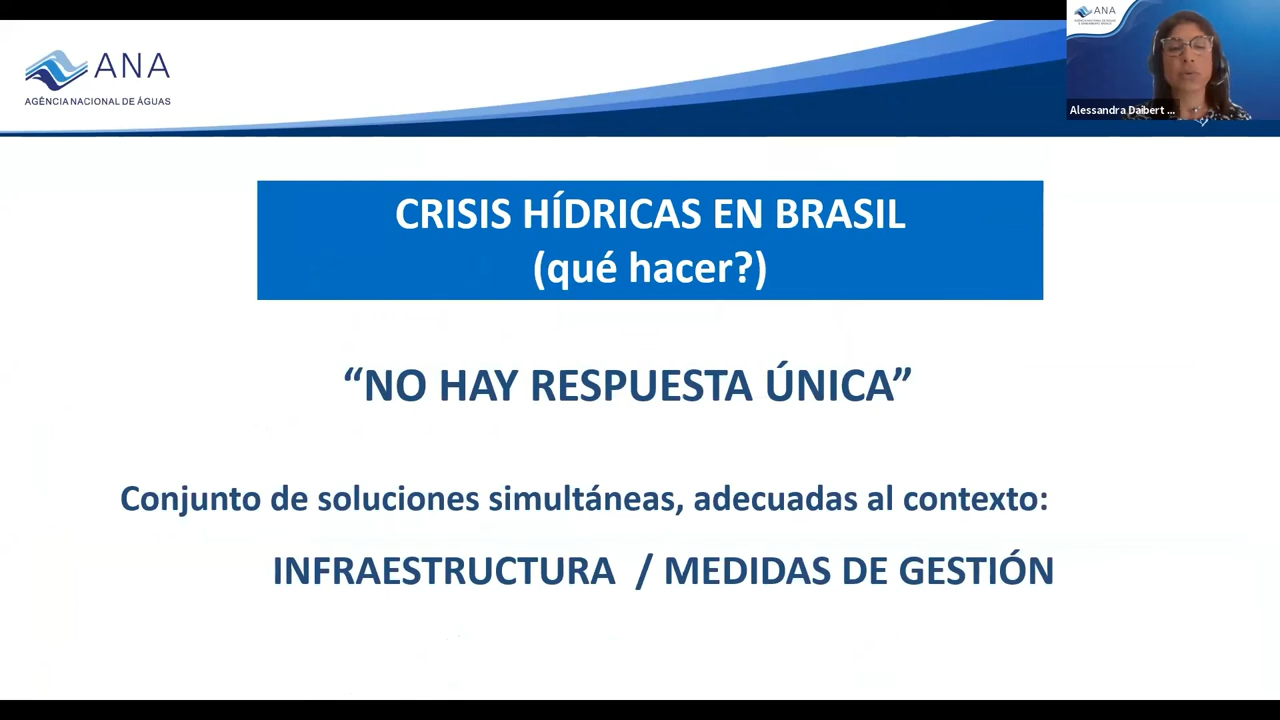 ANA
AGÊNCIA NACIONAL DE ÁGUAS
ANA
Alessandra Daibert ...
CRISIS HÍDRICAS EN BRASIL
(qué hacer?)
“NO HAY RESPUESTA ÚNICA”
Conjunto de soluciones simultáneas, adecuadas al contexto:
INFRAESTRUCTURA / MEDIDAS DE GESTIÓN